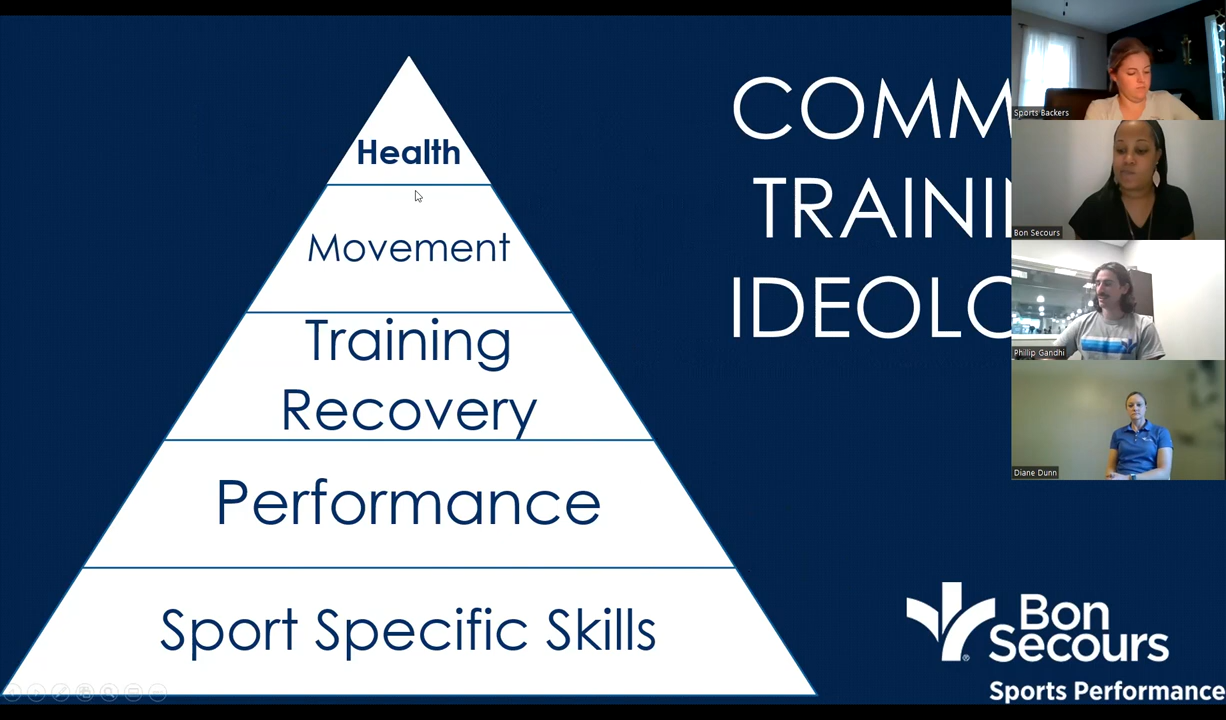 Health
Movement
Training
Recovery
Performance
Sport Specific Skills
COMM
TRAINI
IDEOLO
Sports Backers
Bon Secours
Phillip Gandhi
Diane Dunn
Bon
Secours
Sports Performance